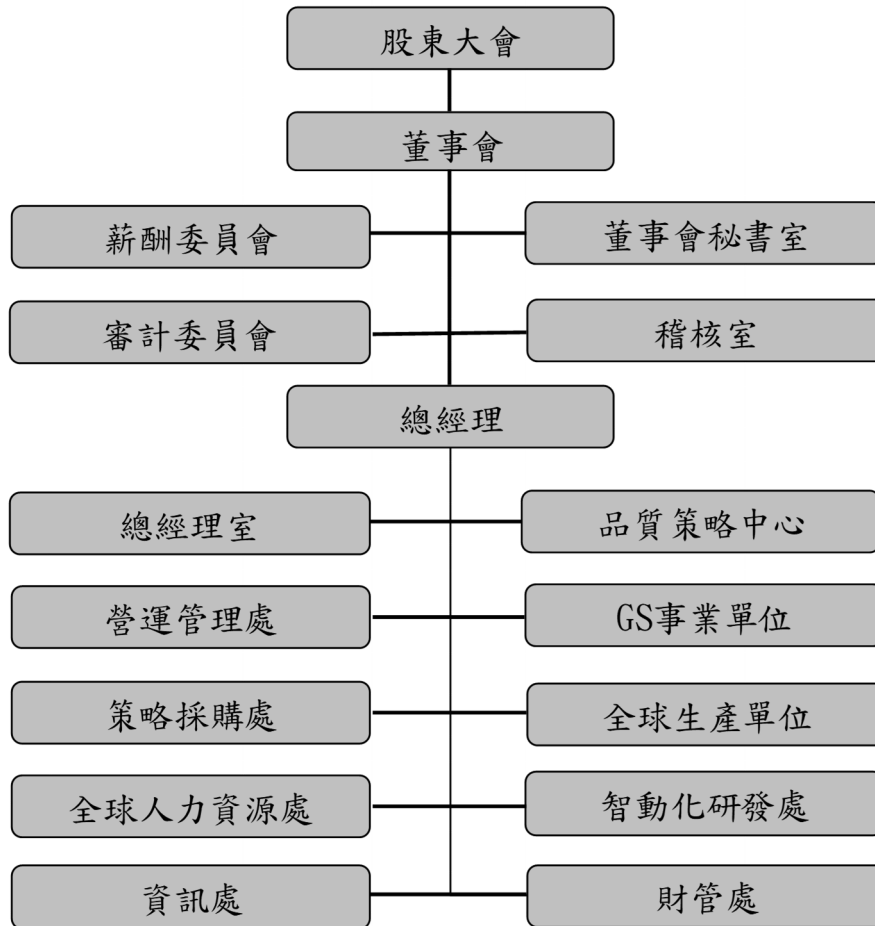 股東大會
董事會
薪酬委員會
董事會秘書室
審計委員會
稽核室
總經理
總經理室
品質策略中心
營運管理處
GS事業單位
策略採購處
全球生產單位
全球人力資源處
智動化研發處
資訊處
財管處